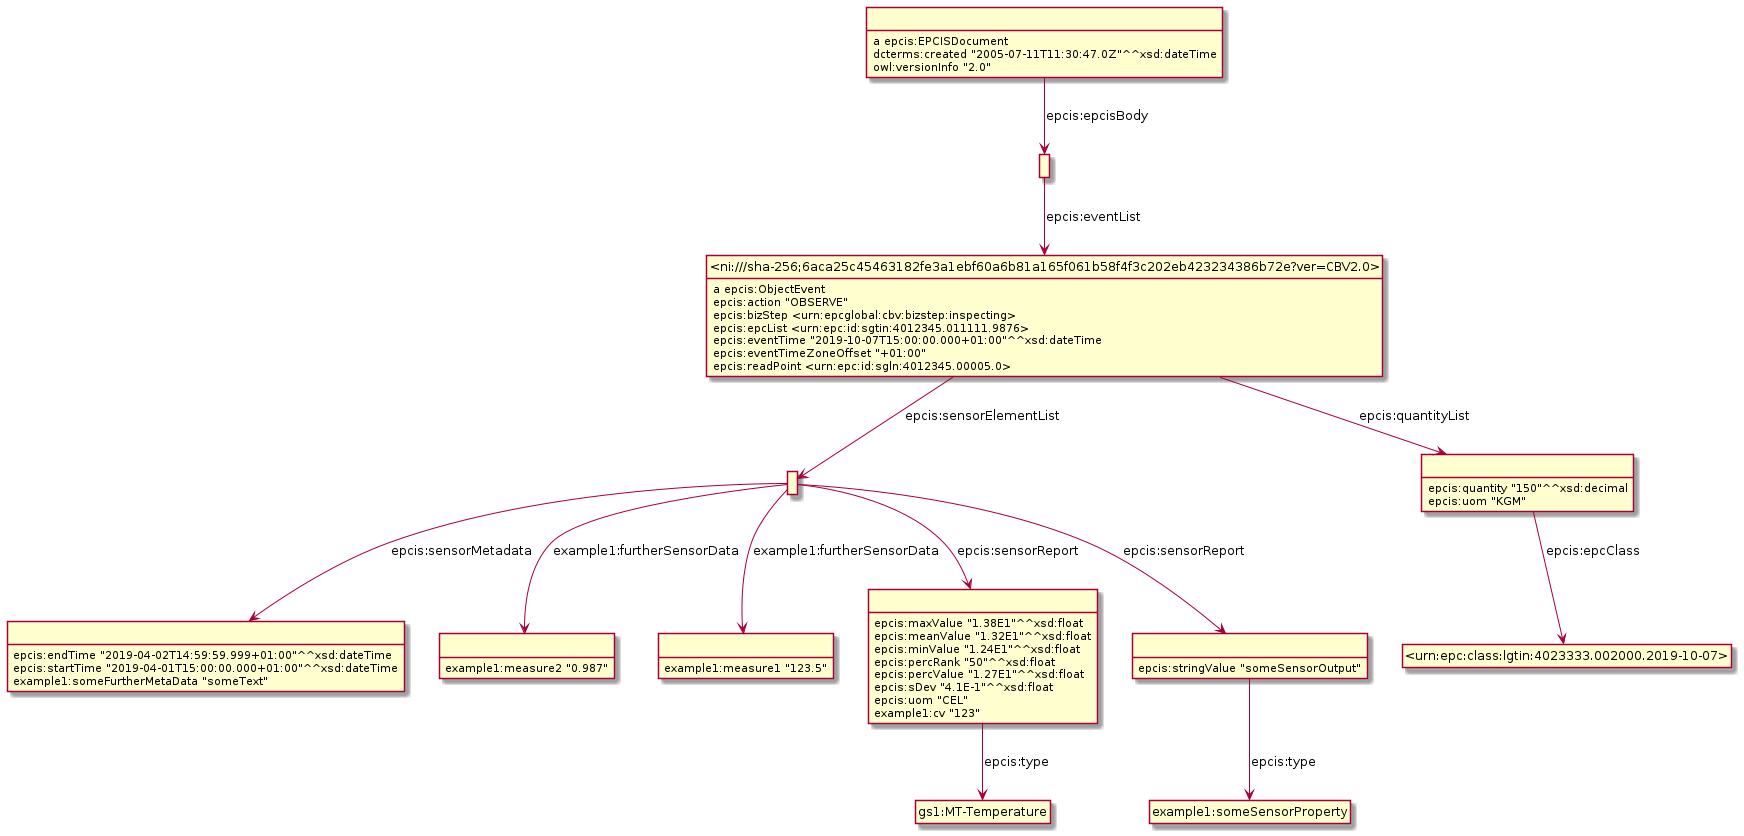 a epcis:EPCISDocument
dcterms:created "2005-07-11T11:30:47.0Z"^^xsd:dateTime
owl:versionInfo "2.0"
epcis:epcisBody
epcis:eventList
<ni:///sha-256;6aca25c45463182fe3a1ebf60a6b81a165f061b58f4f3c202eb423234386b72e?ver=CBV2.0>
a epcis:ObjectEvent
epcis:action "OBSERVE"
epcis:bizStep <urn:epcglobal:cbv:bizstep:inspecting>
epcis:epcList <urn:epc:id:sgtin:4012345.011111.9876>
epcis:eventTime "2019-10-07T15:00:00.000+01:00"^^xsd:dateTime
epcis:eventTimeZoneOffset "+01:00"
epcis:readPoint <urn:epc:id:sgln:4012345.00005.0>
epcis:sensorElementList
epcis:quantityList
epcis:quantity "150"^^xsd:decimal
epcis:uom "KGM"
epcis:sensorMetadata
example1:furtherSensorData
example1:furtherSensorData
epcis:sensorReport
epcis:sensorReport
epcis:epcClass
epcis:endTime "2019-04-02T14:59:59.999+01:00"^^xsd:dateTime
epcis:startTime "2019-04-01T15:00:00.000+01:00"^^xsd:dateTime
example1:someFurtherMetaData "someText"
example1:measure2 "0.987"
example1:measure1 "123.5"
epcis:maxValue "1.38E1"^^xsd:float
epcis:meanValue "1.32E1"^^xsd:float
epcis:minValue "1.24E1"^^xsd:float
epcis:percRank "50"^^xsd:float
epcis:percValue "1.27E1"^^xsd:float
epcis:sDev "4.1E-1"^^xsd:float
epcis:uom "CEL"
example1:cv "123"
epcis:stringValue "someSensorOutput"
<urn:epc:class:lgtin:4023333.002000.2019-10-07>
epcis:type
epcis:type
gs1:MT-Temperature
example1:someSensorProperty